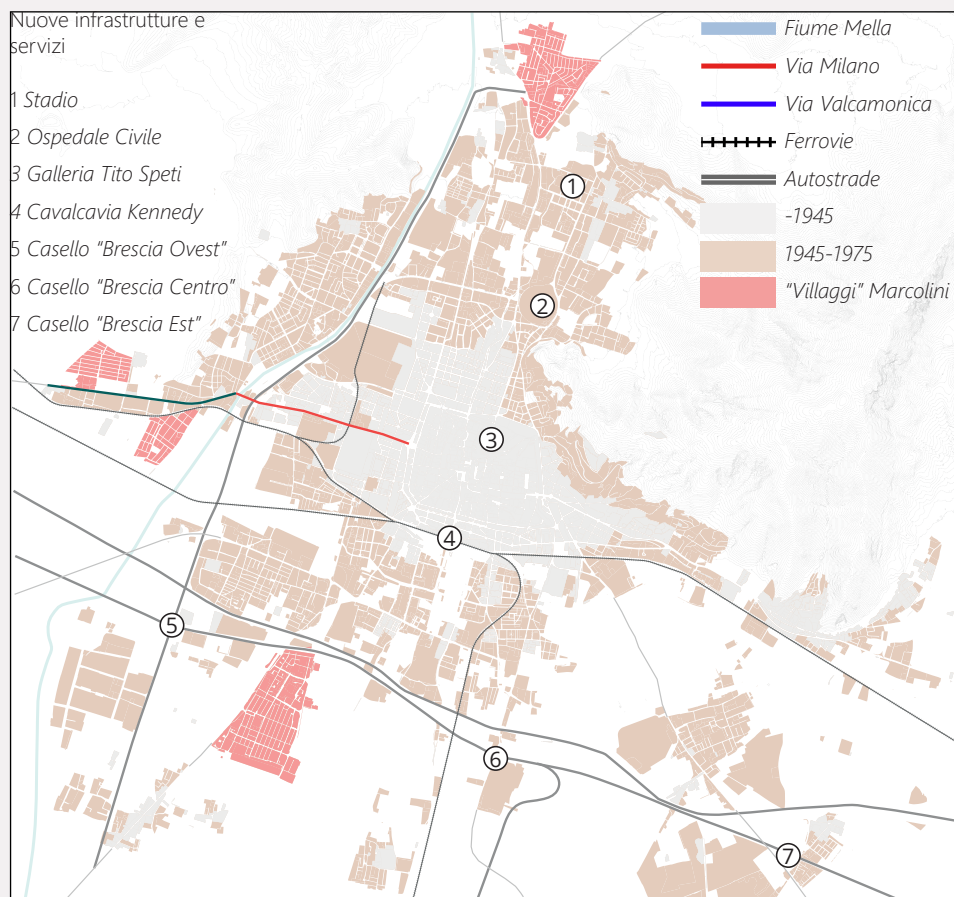 Nuove infrastrutture e
servizi
1 Stadio
2 Ospedale Civile
3 Galleria Tito Speti
4 Cavalcavia Kennedy
5 Casello "Brescia Ovest"
6 Casello "Brescia Centro"
7 Casello "Brescia Est"
Fiume Mella
Via Milano
Via Valcamonica
Ferrovie
Autostrade
-1945
1945-1975
"Villaggi" Marcolini
1
2
3
4
5
6
7